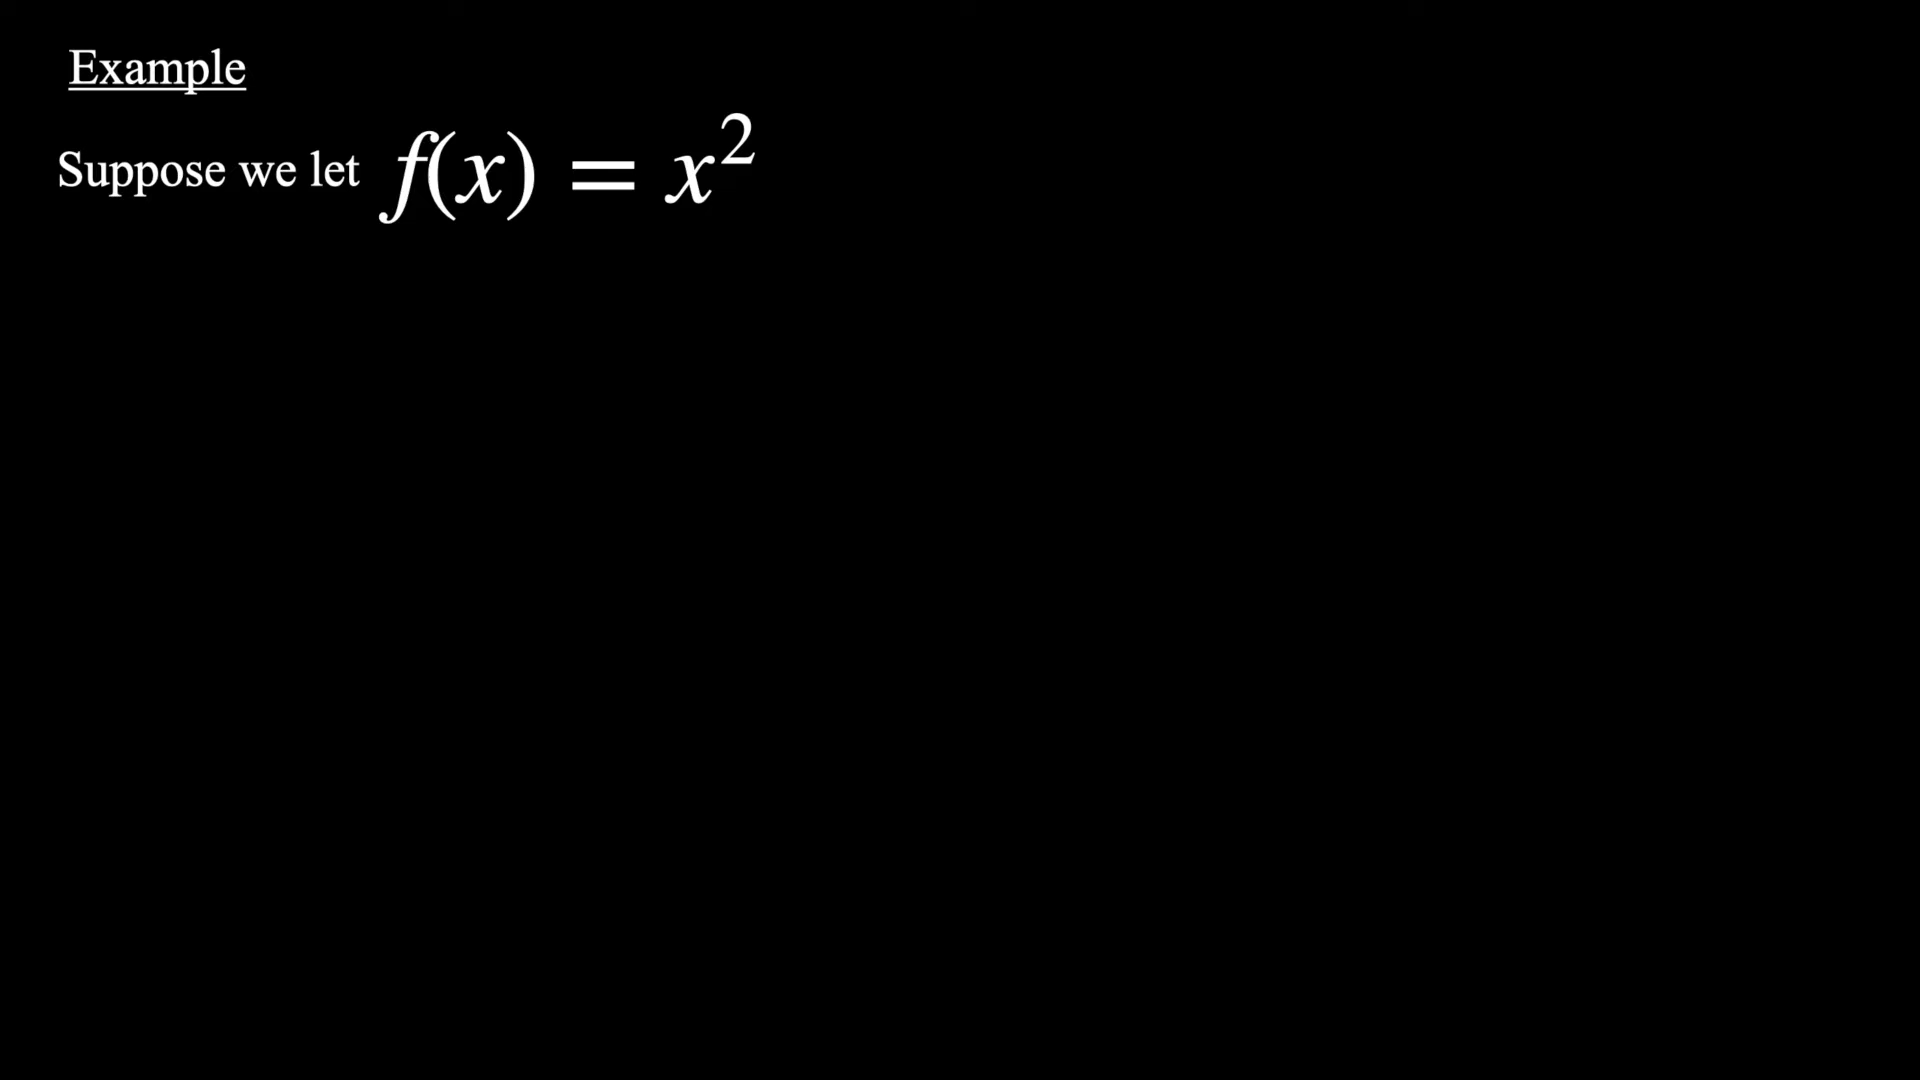 Example
Suppose we let f(x) = x²